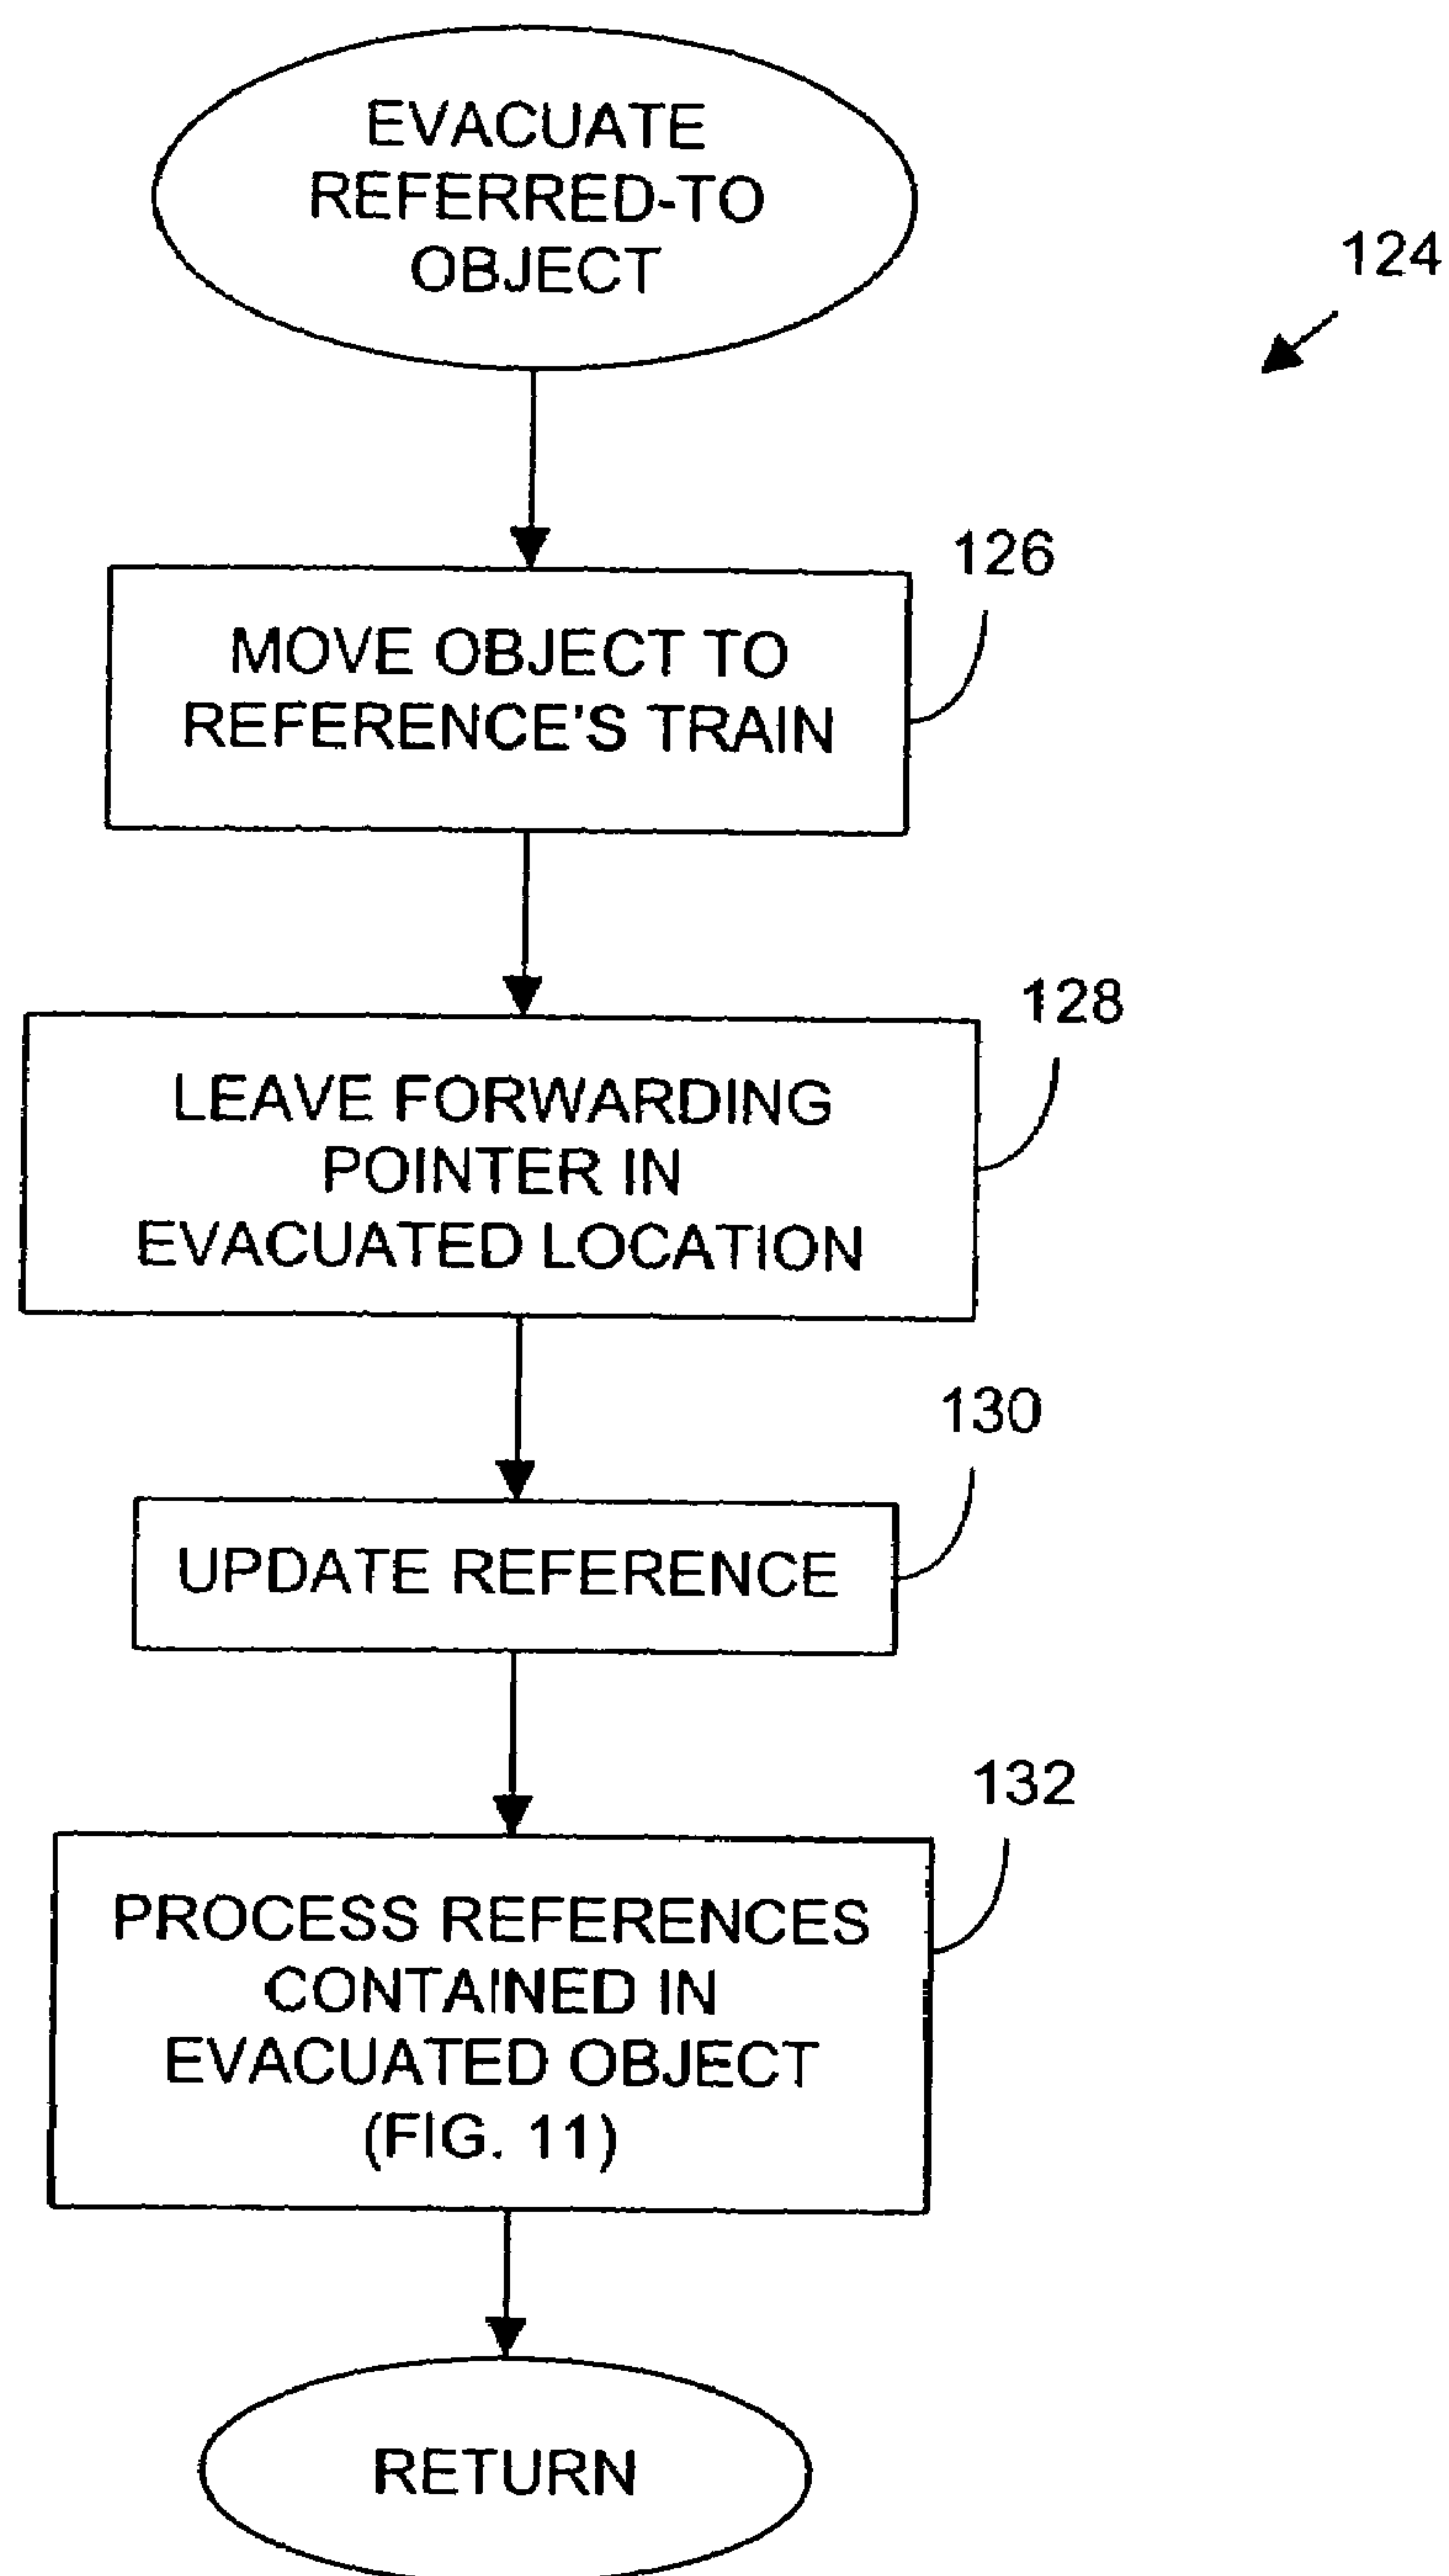 EVACUATE
REFERRED-TO
OBJECT
124
126
MOVE OBJECT TO
REFERENCE'S TRAIN
128
LEAVE FORWARDING
POINTER IN
EVACUATED LOCATION
130
UPDATE REFERENCE
132
PROCESS REFERENCES
CONTAINED IN
EVACUATED OBJECT
(FIG. 11)
RETURN